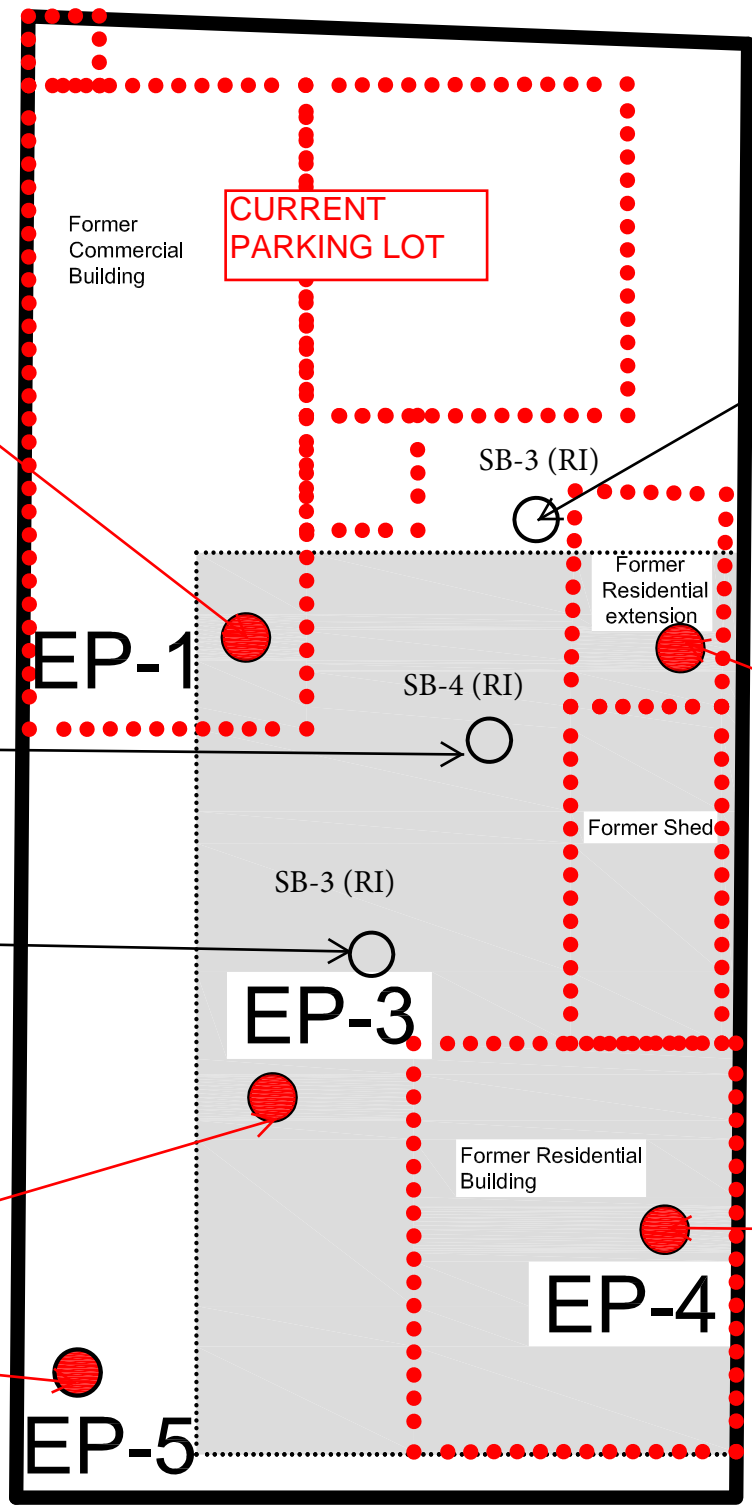 Former
Commercial
Building
CURRENT
PARKING LOT
SB-3 (RI)
Former
Residential
extension
EP-1
SB-4 (RI)
Former Shed
SB-3 (RI)
EP-3
Former Residential
Building
EP-4
EP-5